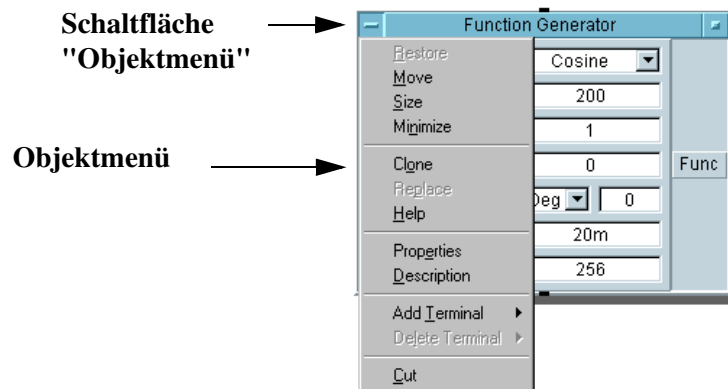 Schaltfläche
"Objektmenü"
Function Generator
Restore
Move
Size
Minimize
Objektmenü
Clone
Replace
Help
Properties
Description
Add Terminal
Delete Terminal
Cut
Cosine
200
1
0
Deg 0
20m
256
Func